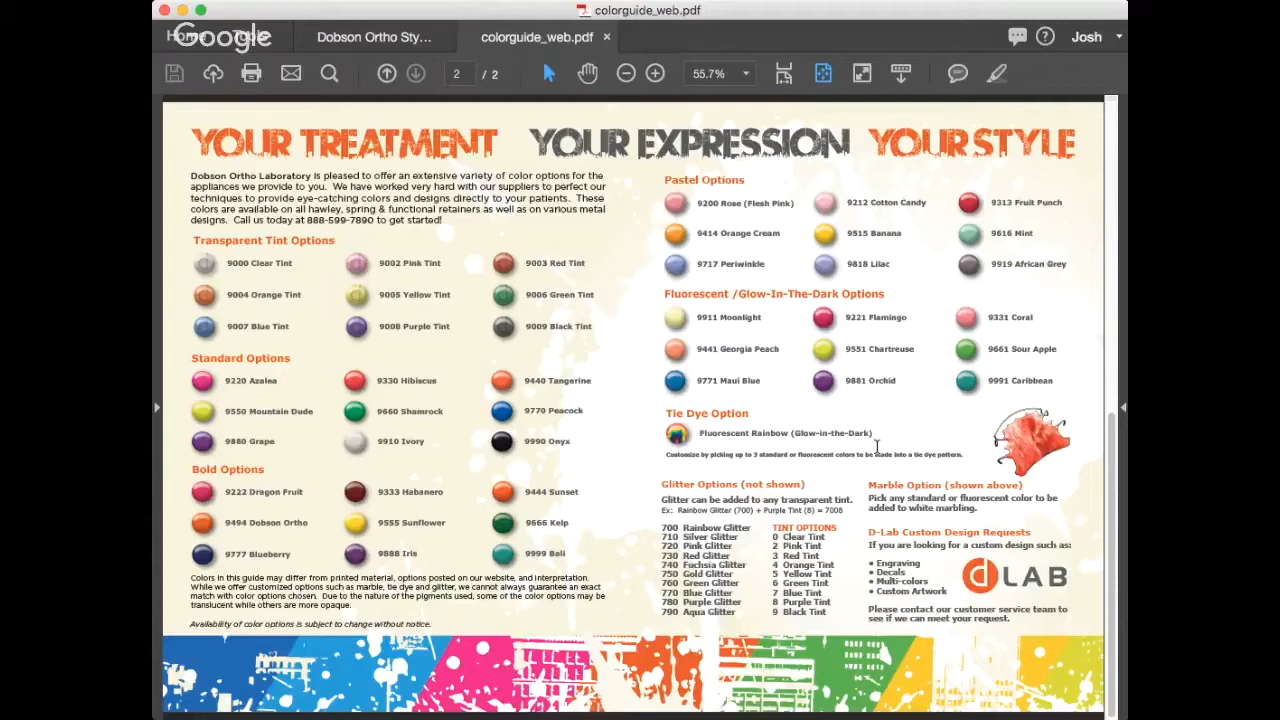 colorguide_web.pdf
Google
Dobson Ortho Sty...
colorguide_web.pdf ×
Josh
2 / 2
55.7%
YOUR TREATMENT YOUR EXPRESSION YOUR STYLE
Dobson Ortho Laboratory is pleased to offer an extensive variety of color options for the
appliances we provide to you. We have worked very hard with our suppliers to perfect our
techniques to provide eye-catching colors and designs directly to your patients. These
colors are available on all hawley, spring & functional retainers as well as on various metal
designs. Call us today at 888-599-7890 to get started!
Transparent Tint Options
9000 Clear Tint 9002 Pink Tint 9003 Red Tint
9004 Orange Tint 9005 Yellow Tint 9006 Green Tint
9007 Blue Tint 9008 Purple Tint 9009 Black Tint
Standard Options
9220 Azalea 9330 Hibiscus 9440 Tangerine
9550 Mountain Dude 9660 Shamrock 9770 Peacock
9880 Grape 9910 Ivory 9990 Onyx
Bold Options
9222 Dragon Fruit 9333 Habanero 9444 Sunset
9494 Dobson Ortho 9555 Sunflower 9666 Kelp
9777 Blueberry 9888 Iris 9999 Bali
Colors in this guide may differ from printed material, options posted on our website, and interpretation.
While we offer customized options such as marble, tie dye and glitter, we cannot always guarantee an exact
match with color options seen. Due to the nature of the pigments used, some of the color options may be
translucent while others are more opaque.
Availability of color options is subject to change without notice.
Pastel Options
9200 Rose (Flesh Pink) 9212 Cotton Candy 9313 Fruit Punch
9414 Orange Cream 9515 Banana 9616 Mint
9717 Periwinkle 9818 Lilac 9919 African Grey
Fluorescent /Glow-In-The-Dark Options
9911 Moonlight 9221 Flamingo 9331 Coral
9441 Georgia Peach 9551 Chartreuse 9661 Sour Apple
9771 Maui Blue 9881 Orchid 9991 Caribbean
Tie Dye Option
Fluorescent Rainbow (Glow-in-the-Dark)
Customize by picking up to 3 standard or fluorescent colors to be made into a tie dye pattern.
Glitter Options (not shown)
Glitter can be added to any transparent tint.
Ex: Rainbow Glitter (700) + Purple Tint (8) = 7008
700 Rainbow Glitter
710 Silver Glitter
720 Pink Glitter
730 Red Glitter
740 Fuchsia Glitter
750 Gold Glitter
760 Green Glitter
770 Blue Glitter
780 Purple Glitter
790 Aqua Glitter
TINT OPTIONS
0 Clear Tint
2 Pink Tint
3 Red Tint
4 Orange Tint
5 Yellow Tint
6 Green Tint
7 Blue Tint
8 Purple Tint
9 Black Tint
Marble Option (shown above)
Pick any standard or fluorescent color to be
added to white marbling.
D-Lab Custom Design Requests
If you are looking for a custom design such as:
• Engraving
• Decals
• Multi-colors
• Custom Artwork
d LAB
Please contact our customer service team to
see if we can meet your request.